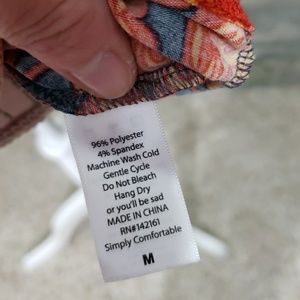 96% Polyester
4% Spandex
Machine Wash Cold
Gentle Cycle
Do Not Bleach
Hang Dry
or you'll be sad
MADE IN CHINA
RN#142161
Simply Comfortable
M